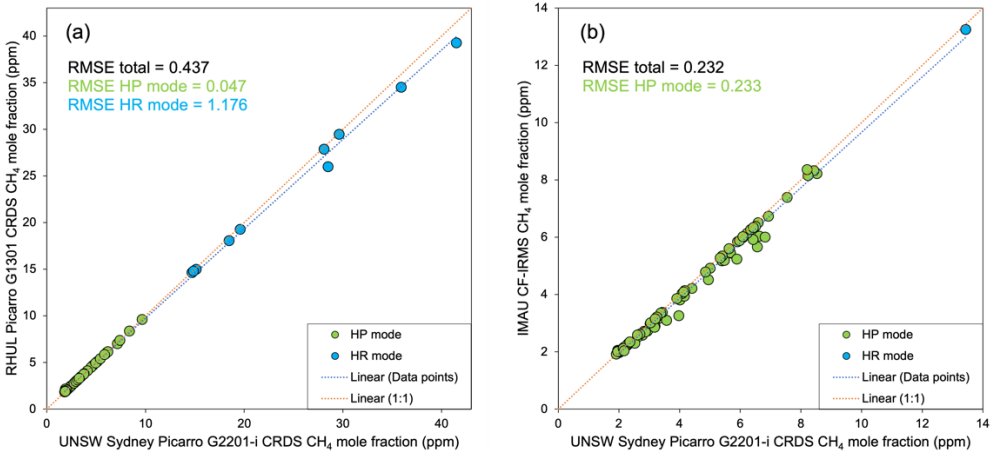 (a)
RMSE total = 0.437
RMSE HP mode = 0.047
RMSE HR mode = 1.176
RHUL Picarro G1301 CRDS CH₄ mole fraction (ppm)
40
35
30
25
20
15
10
5
0
0
10
20
30
40
HP mode
HR mode
Linear (Data points)
Linear (1:1)
UNSW Sydney Picarro G2201-i CRDS CH₄ mole fraction (ppm)
(b)
RMSE total = 0.232
RMSE HP mode = 0.233
IMAU CF-IRMS CH₄ mole fraction (ppm)
14
12
10
8
6
4
2
0
0
2
4
6
8
10
12
14
HP mode
HR mode
Linear (Data points)
Linear (1:1)
UNSW Sydney Picarro G2201-i CRDS CH₄ mole fraction (ppm)